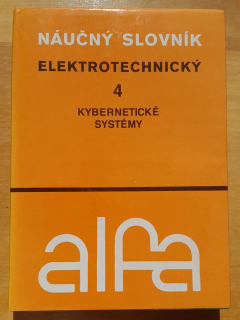 NÁUČNÝ SLOVNÍK
ELEKTROTECHNICKÝ
4
KYBERNETICKÉ
SYSTÉMY
alfa